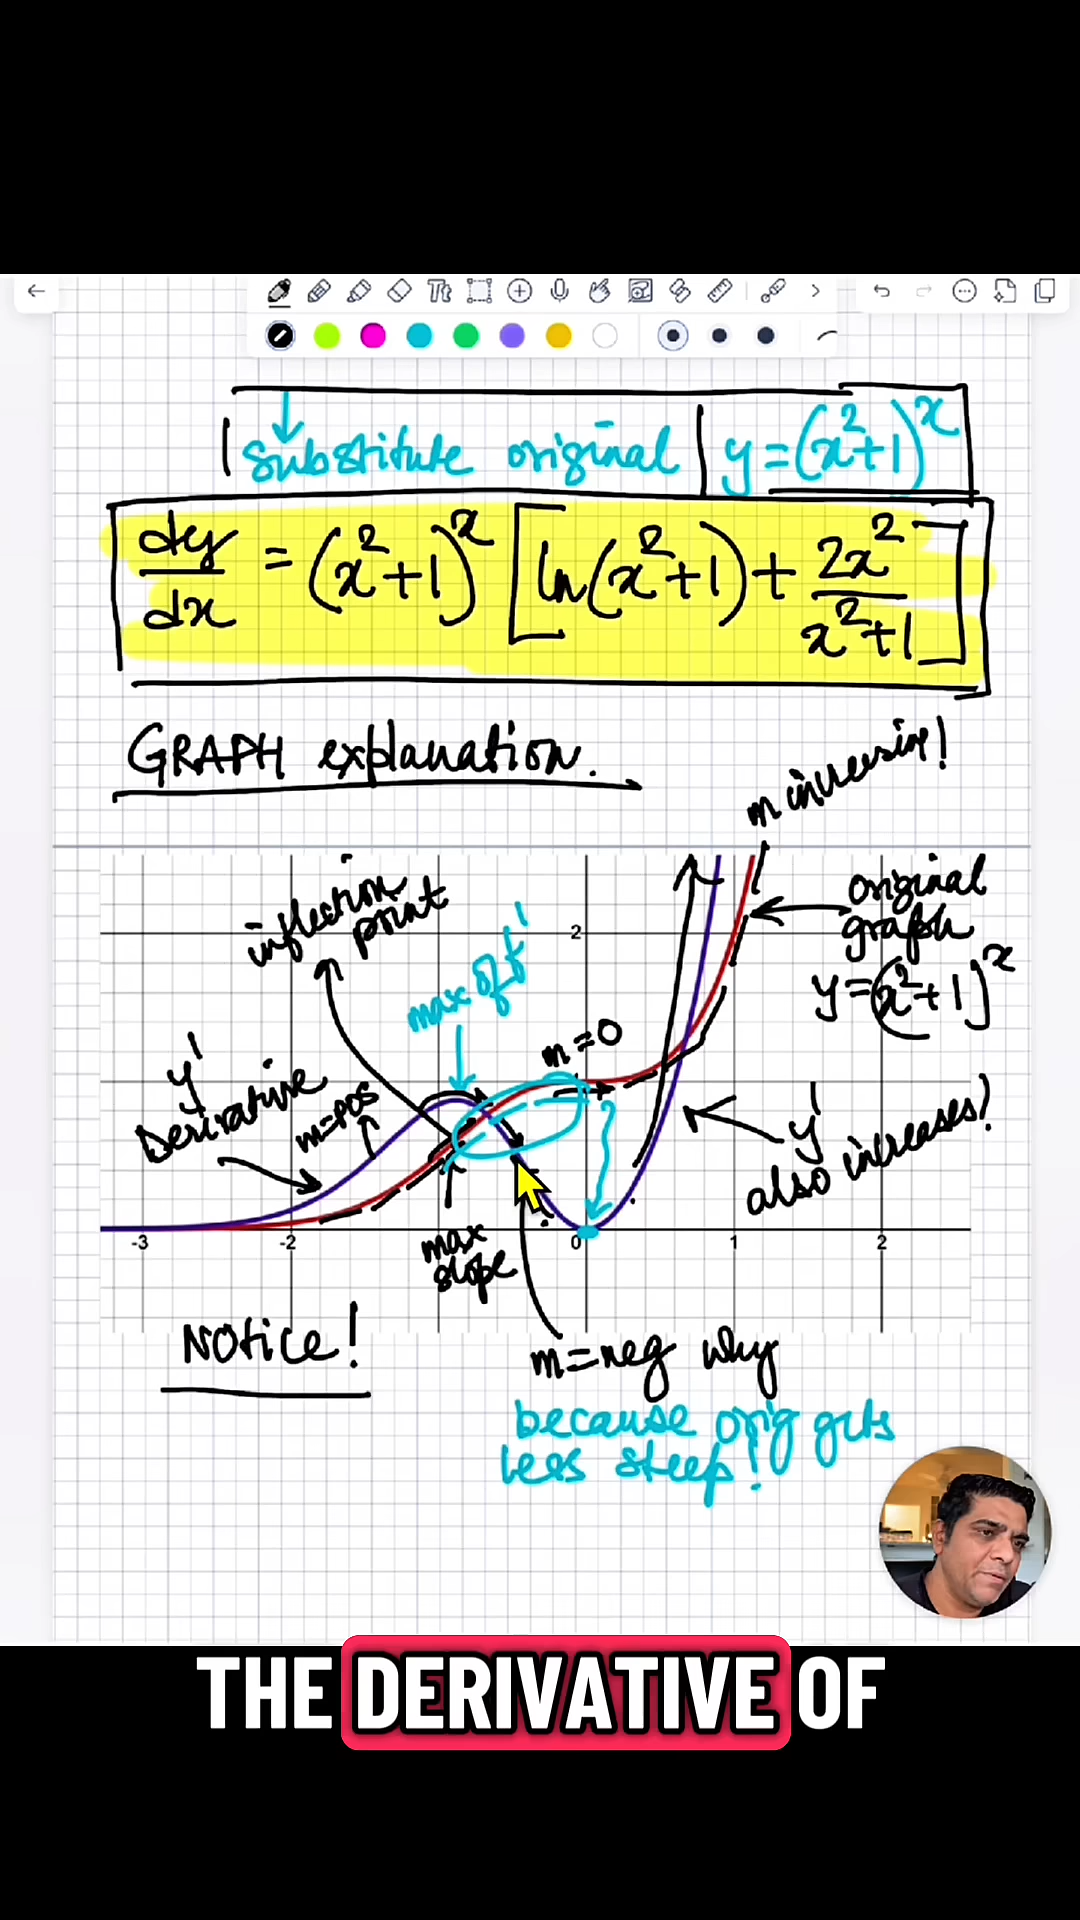 Tt
substitute original | y = (x²+1)^x
dy/dx = (x²+1)^x [ln(x²+1) + 2x²/(x²+1)]
GRAPH explanation.
m increasing!
inflection point
max of f'
original graph
y = (x²+1)^x
2
m = 0
y' Derivative
m=pos
y' also increases?
-3 -2 0 1 2
max slope
Notice!
m = neg why
because orig gets
less steep!
THE DERIVATIVE OF